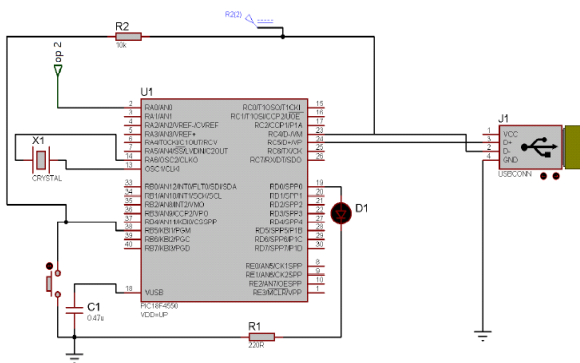 R2(2)
R2
10k
op 2
U1
2 RA0/AN0 RC0/T1OSO/T1CKI 15
3 RA1/AN1 RC1/T1OSI/CCP2/UOE 16
4 RA2/AN2/VREF-/CVREF RC2/CCP1/P1A 17
5 RA3/AN3/VREF+ RC4/D-/VM 23
6 RA4/T0CKI/C1OUT/RCV RC5/D+/VP 24
7 RA5/AN4/SS/LVDIN/C2OUT RC6/TX/CK 25
14 RA6/OSC2/CLKO RC7/RX/DT/SDO 26
13 OSC1/CLKI
J1
1 VCC
3 D+
2 D-
4 GND
USBCONN
X1
CRYSTAL
33 RB0/AN12/INT0/FLT0/SDI/SDA RD0/SPP0 19
34 RB1/AN10/INT1/SCK/SCL RD1/SPP1 20
35 RB2/AN8/INT2/VMO RD2/SPP2 21
36 RB3/AN9/CCP2/VPO RD3/SPP3 22
37 RB4/AN11/KBI0/CSSPP RD4/SPP4 27
38 RB5/KBI1/PGM RD5/SPP5/P1B 28
39 RB6/KBI2/PGC RD6/SPP6/P1C 29
40 RB7/KBI3/PGD RD7/SPP7/P1D 30
D1
RE0/AN5/CK1SPP 8
RE1/AN6/CK2SPP 9
RE2/AN7/OESPP 10
18 VUSB RE3/MCLR/VPP 1
C1
0.47u
PIC18F4550
VDD=UP
R1
220R